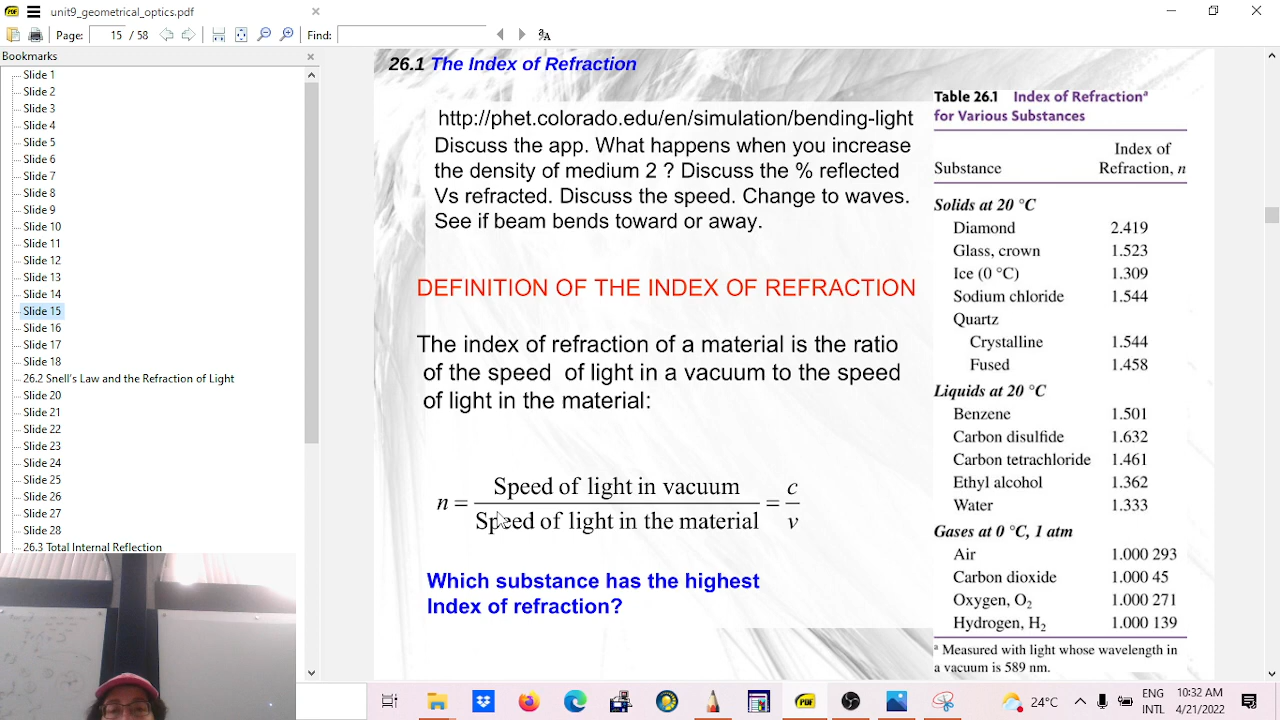 unit9_geometrical_optics.pdf
Page: 15 / 58 Find:
Bookmarks
Slide 1
Slide 2
Slide 3
Slide 4
Slide 5
Slide 6
Slide 7
Slide 8
Slide 9
Slide 10
Slide 11
Slide 12
Slide 13
Slide 14
Slide 15
Slide 16
Slide 17
Slide 18
26.2 Snell's Law and the Refraction of Light
Slide 20
Slide 21
Slide 22
Slide 23
Slide 24
Slide 25
Slide 26
Slide 27
Slide 28
26.3 Total Internal Reflection
26.1 The Index of Refraction
http://phet.colorado.edu/en/simulation/bending-light
Discuss the app. What happens when you increase
the density of medium 2 ? Discuss the % reflected
Vs refracted. Discuss the speed. Change to waves.
See if beam bends toward or away.
DEFINITION OF THE INDEX OF REFRACTION
The index of refraction of a material is the ratio
of the speed of light in a vacuum to the speed
of light in the material:
n = Speed of light in vacuum / Speed of light in the material = c / v
Which substance has the highest
Index of refraction?
Table 26.1 Index of Refractionᵃ
for Various Substances
Substance Index of Refraction, n
Solids at 20 °C
Diamond 2.419
Glass, crown 1.523
Ice (0 °C) 1.309
Sodium chloride 1.544
Quartz
Crystalline 1.544
Fused 1.458
Liquids at 20 °C
Benzene 1.501
Carbon disulfide 1.632
Carbon tetrachloride 1.461
Ethyl alcohol 1.362
Water 1.333
Gases at 0 °C, 1 atm
Air 1.000 293
Carbon dioxide 1.000 45
Oxygen, O₂ 1.000 271
Hydrogen, H₂ 1.000 139
ᵃ Measured with light whose wavelength in
a vacuum is 589 nm.
24°C
ENG
INTL
10:32 AM
4/21/2022